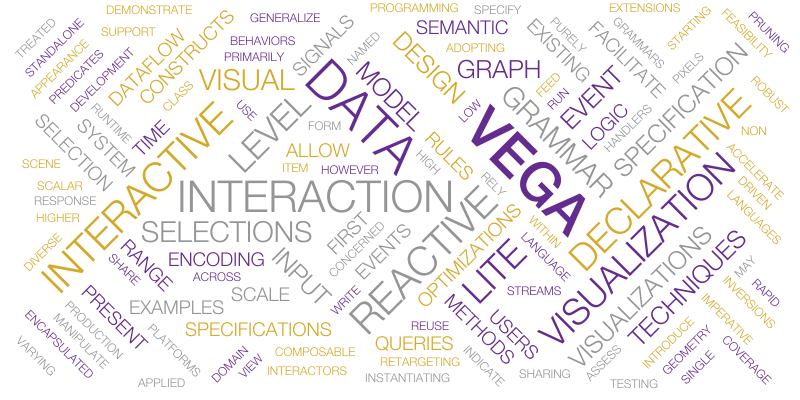 TREATED
STANDALONE
APPEARANCE
PREDICATES
DEVELOPMENT
DEMONSTRATE
SUPPORT
DATAFLOW
CONSTRUCTS
CLASS
GENERALIZE
BEHAVIORS
PRIMARILY
SIGNALS
NAMED
PROGRAMMING
SPECIFY
SEMANTIC
ADOPTING
EXISTING
PURELY
GRAMMARS
FACILITATE
EXTENSIONS
STARTING
FEASIBILITY
PRUNING
PIXELS
ROBUST
VISUAL
DATA
MODEL
DESIGN
GRAPH
FEED
RUN
LOW
EVENT
LOGIC
HANDLERS
SPECIFICATION
NON
RUNTIME
SYSTEM
SELECTION
TIME
USE
LEVEL
FORM
ALLOW
ITEM
HOWEVER
HIGH
RULES
VEGA
GRAMMAR
DECLARATIVE
ACCELERATE
DRIVEN
LANGUAGES
SCENE
SCALAR
RESPONSE
HIGHER
DIVERSE
INTERACTIVE
INTERACTION
RELY
SELECTIONS
FIRST
CONCERNED
EVENTS
REACTIVE
OPTIMIZATIONS
WITHIN
LANGUAGE
VISUALIZATION
VISUALIZATIONS
TECHNIQUES
MAY
RAPID
INVERSIONS
IMPERATIVE
RANGE
SHARE
ENCODING
ACROSS
INPUT
WRITE
LITE
STREAMS
SCALE
EXAMPLES
PRESENT
PRODUCTION
MANIPULATE
ENCAPSULATED
VARYING
PLATFORMS
SPECIFICATIONS
REUSE
METHODS
USERS
QUERIES
RETARGETING
INSTANTIATING
INDICATE
COMPOSABLE
INTERACTORS
DOMAIN
VIEW
APPLIED
SHARING
ASSESS
TESTING
INTRODUCE
GEOMETRY
SINGLE
COVERAGE